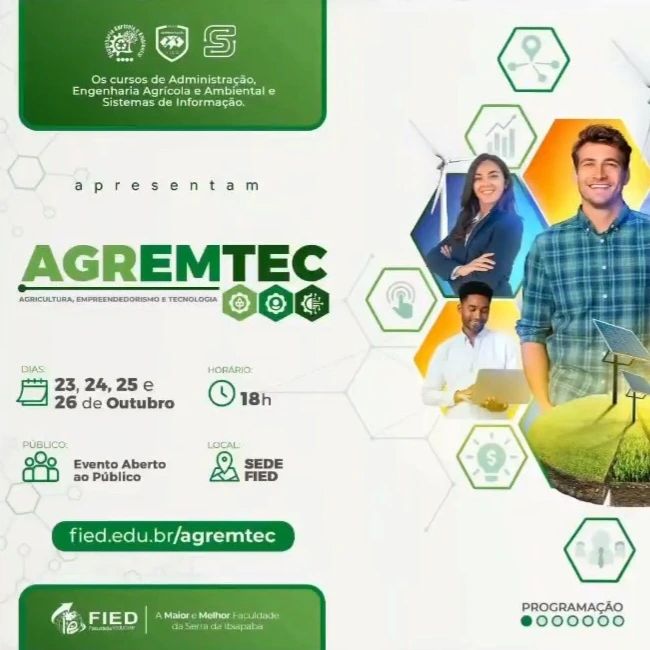 Os cursos de Administração,
Engenharia Agrícola e Ambiental e
Sistemas de Informação.
apresentam
AGREMTEC
AGRICULTURA, EMPREENDEDORISMO E TECNOLOGIA
DIAS:
23, 24, 25 e
26 de Outubro
HORÁRIO:
18h
PÚBLICO:
Evento Aberto
ao Público
LOCAL:
SEDE
FIED
fied.edu.br/agremtec
FIED
A Maior e Melhor Faculdade
da Serra da Ibiapaba
PROGRAMAÇÃO